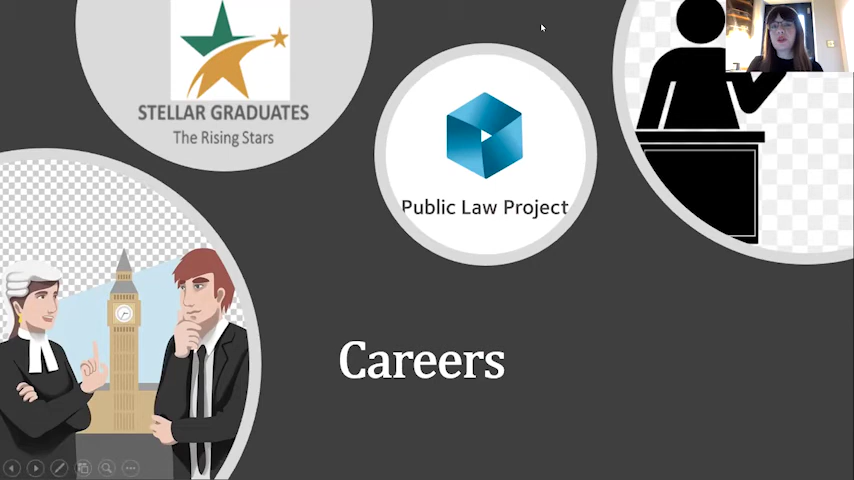 STELLAR GRADUATES
The Rising Stars
Public Law Project
Careers